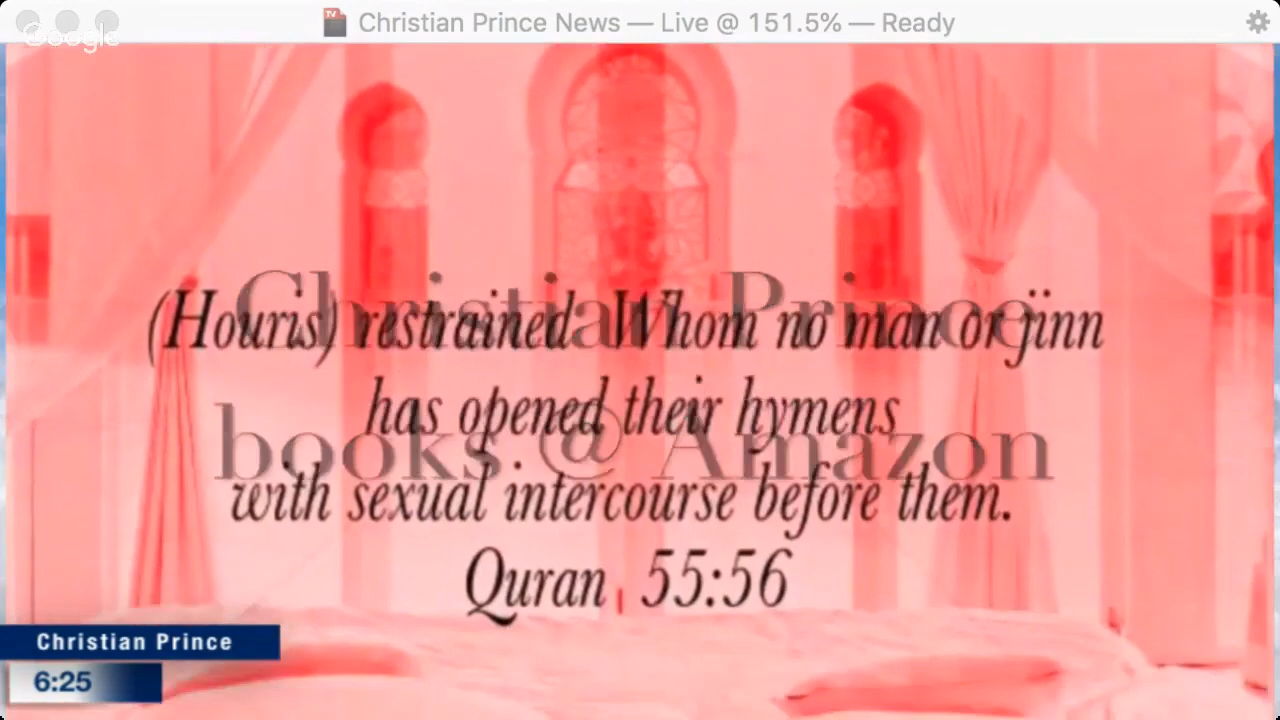 Christian Prince News — Live @ 151.5% — Ready
Google
Christian Prince
books @ Amazon
(Houris) restrained Whom no man or jinn
has opened their hymens
with sexual intercourse before them.
Quran 55:56
Christian Prince
6:25